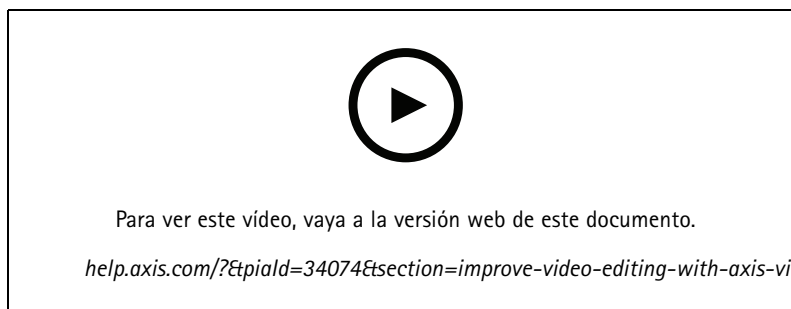 Para ver este vídeo, vaya a la versión web de este documento.
help.axis.com/?&tpiald=34074&tsection=improve-video-editing-with-axis-vi